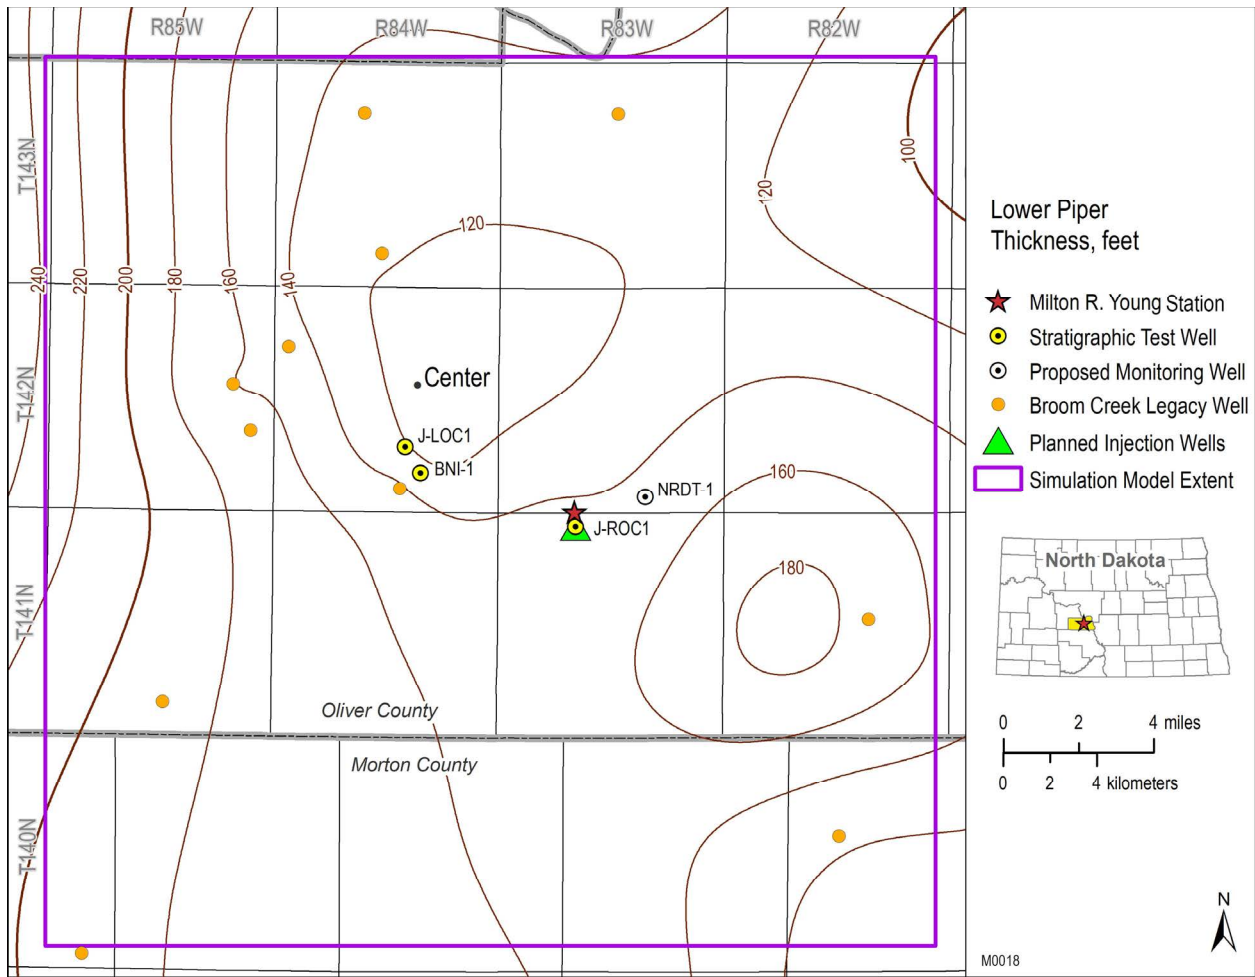 R85W
R84W
R83W
R82W
T143N
T142N
T141N
T140N
100
120
120
240
220
200
180
160
140
Center
J-LOC1
BNI-1
NRDT-1
J-ROC1
160
180
Oliver County
Morton County
Lower Piper
Thickness, feet
Milton R. Young Station
Stratigraphic Test Well
Proposed Monitoring Well
Broom Creek Legacy Well
Planned Injection Wells
Simulation Model Extent
North Dakota
0 2 4 miles
0 2 4 kilometers
N
M0018